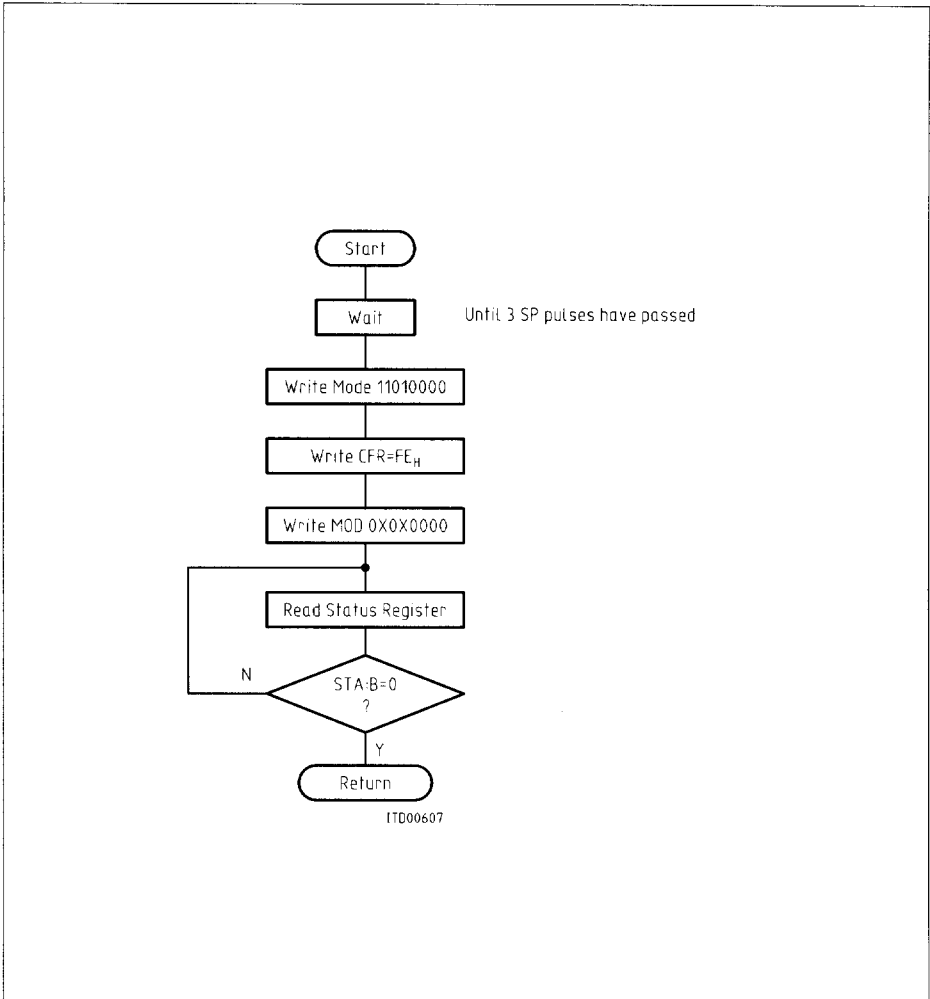 Start
Wait
Until 3 SP pulses have passed
Write Mode 11010000
Write CFR=FE_H
Write MOD 0X0X0000
Read Status Register
N
STA:B=0
?
Y
Return
ITD00607